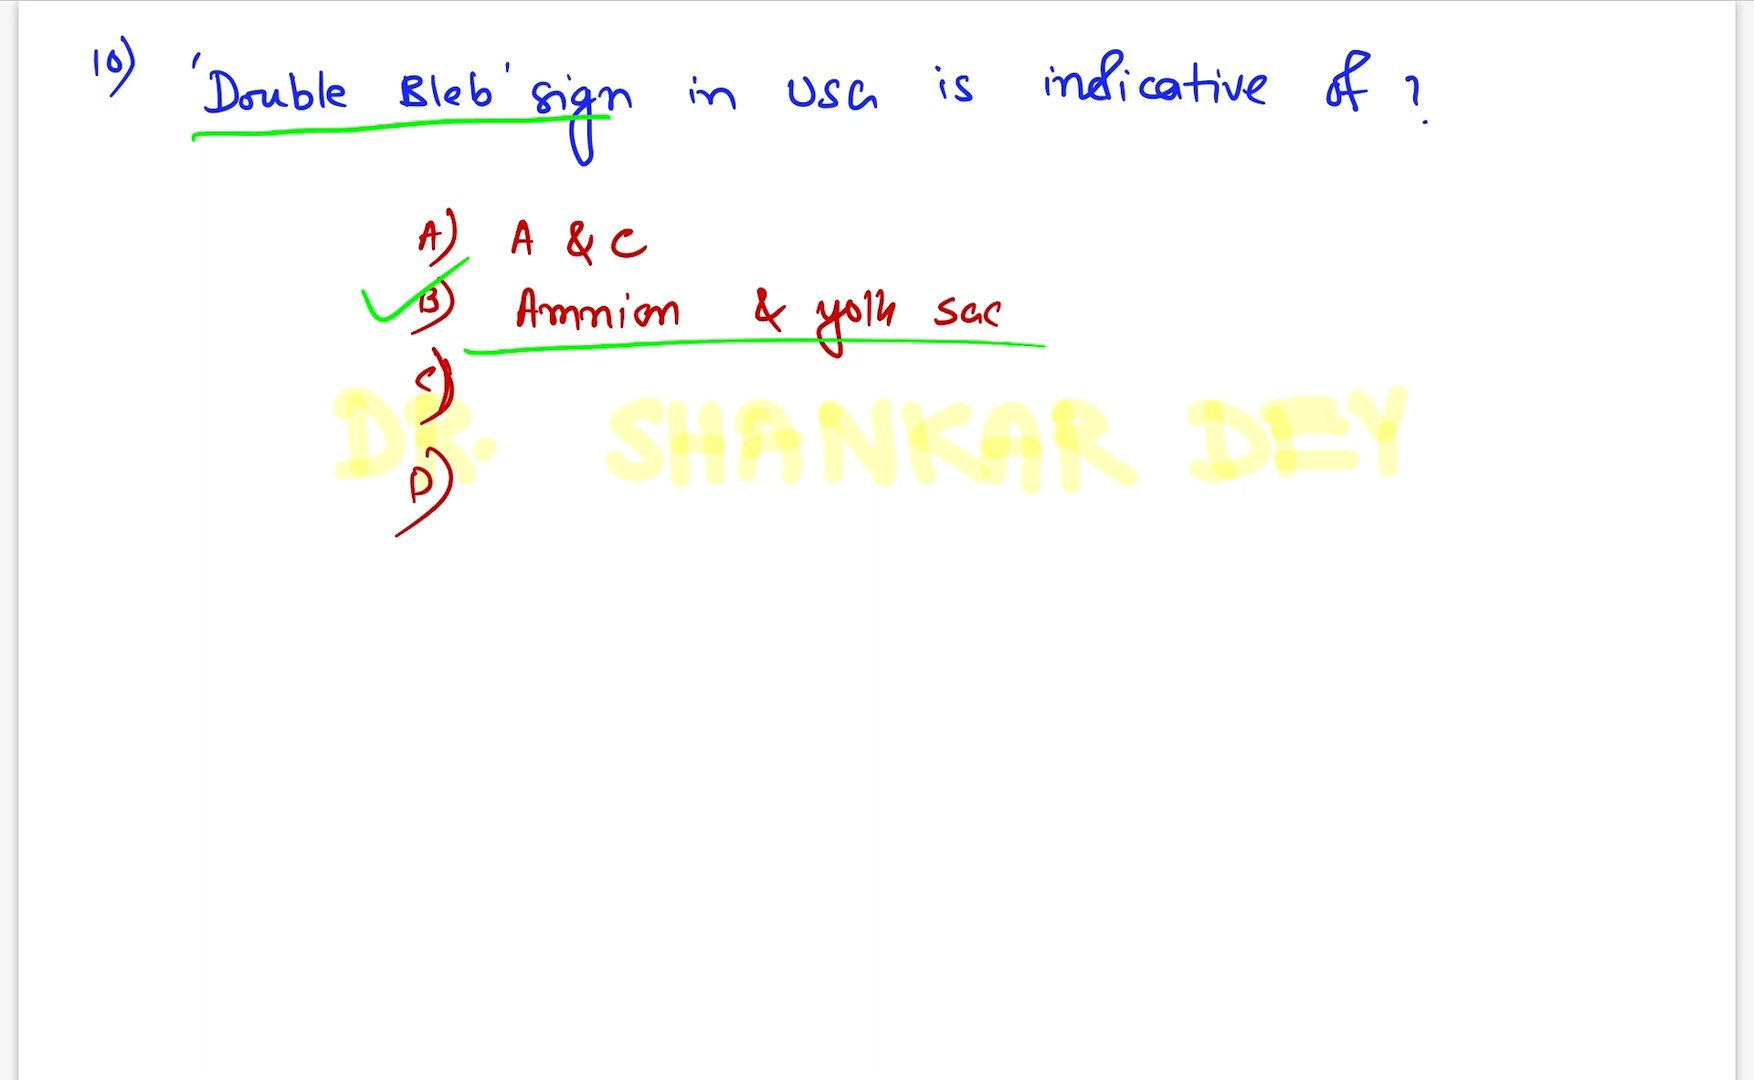 10) 'Double Bleb' sign in USG is indicative of ?
A) A & C
B) Amnion & yolk sac
C)
D)
DR. SHANKAR DEY